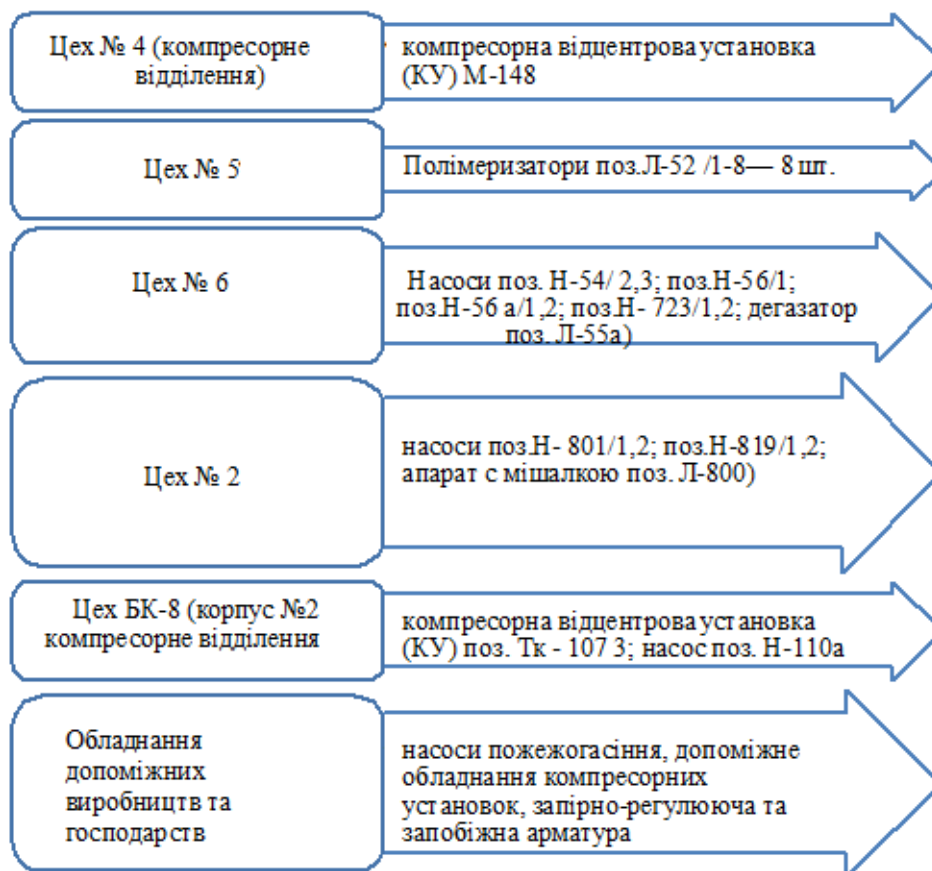 Цех № 4 (компресорне
відділення)
компресорна відцентрова установка
(КУ) М-148
Цех № 5
Полімеризатори поз.Л-52 /1-8— 8 шт.
Цех № 6
Насоси поз. Н-54/ 2,3; поз.Н-56/1;
поз.Н-56 а/1,2; поз.Н- 723/1,2; дегазатор
поз. Л-55а)
Цех № 2
насоси поз.Н- 801/1,2; поз.Н-819/1,2;
апарат с мішалкою поз. Л-800)
Цех БК-8 (корпус №2
компресорне відділення
компресорна відцентрова установка
(КУ) поз. Тк - 107 3; насос поз. Н-110а
Обладнання
допоміжних
виробництв та
господарств
насоси пожежогасіння, допоміжне
обладнання компресорних
установок, запірно-регулююча та
запобіжна арматура